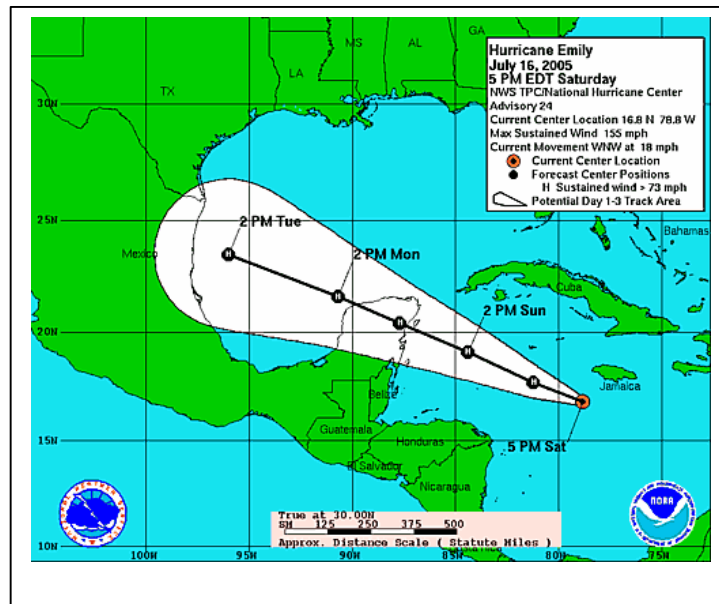 Hurricane Emily
July 16, 2005
5 PM EDT Saturday
NWS TPC/National Hurricane Center
Advisory 24
Current Center Location 16.8 N 78.8 W
Max Sustained Wind 155 mph
Current Movement WNW at 18 mph
Current Center Location
Forecast Center Positions
H Sustained wind > 73 mph
Potential Day 1-3 Track Area
MS
AL
GA
TX
LA
30N
25N
20N
15N
10N
100W
95W
90W
85W
80W
75W
2 PM Tue
2 PM Mon
2 PM Sun
5 PM Sat
H
H
H
H
H
Mexico
Bahamas
Cuba
Jamaica
Belize
Guatemala
Honduras
El Salvador
Nicaragua
True at 30.00N
SM 125 250 375 500
Approx. Distance Scale ( Statute Miles )
NOAA